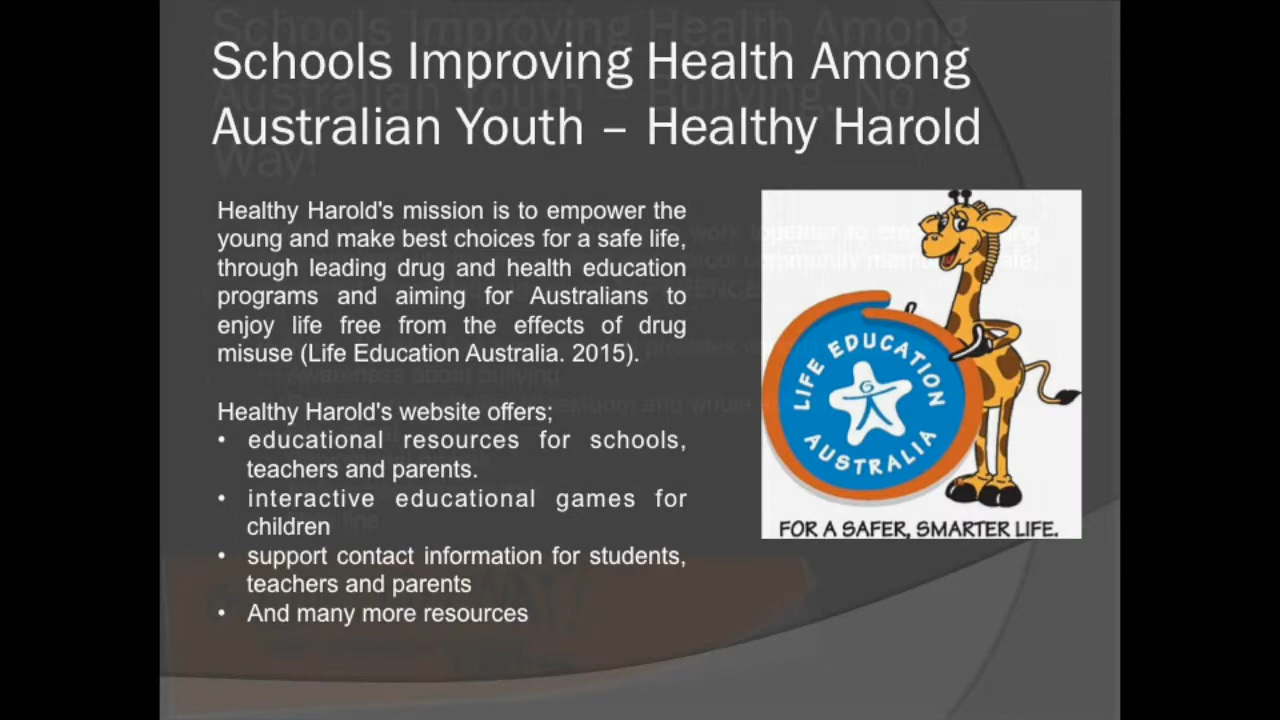 Schools Improving Health Among
Australian Youth – Healthy Harold
Healthy Harold's mission is to empower the
young and make best choices for a safe life,
through leading drug and health education
programs and aiming for Australians to
enjoy life free from the effects of drug
misuse (Life Education Australia. 2015).
Healthy Harold's website offers;
• educational resources for schools,
teachers and parents.
• interactive educational games for
children
• support contact information for students,
teachers and parents
• And many more resources
LIFE EDUCATION
AUSTRALIA
FOR A SAFER, SMARTER LIFE.